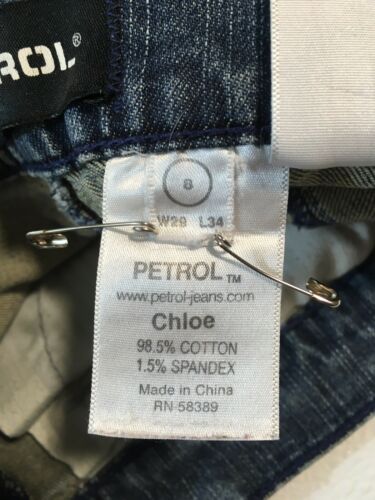 ROL®
8
W29 L34
PETROL™
www.petrol-jeans.com
Chloe
98.5% COTTON
1.5% SPANDEX
Made in China
RN 58389